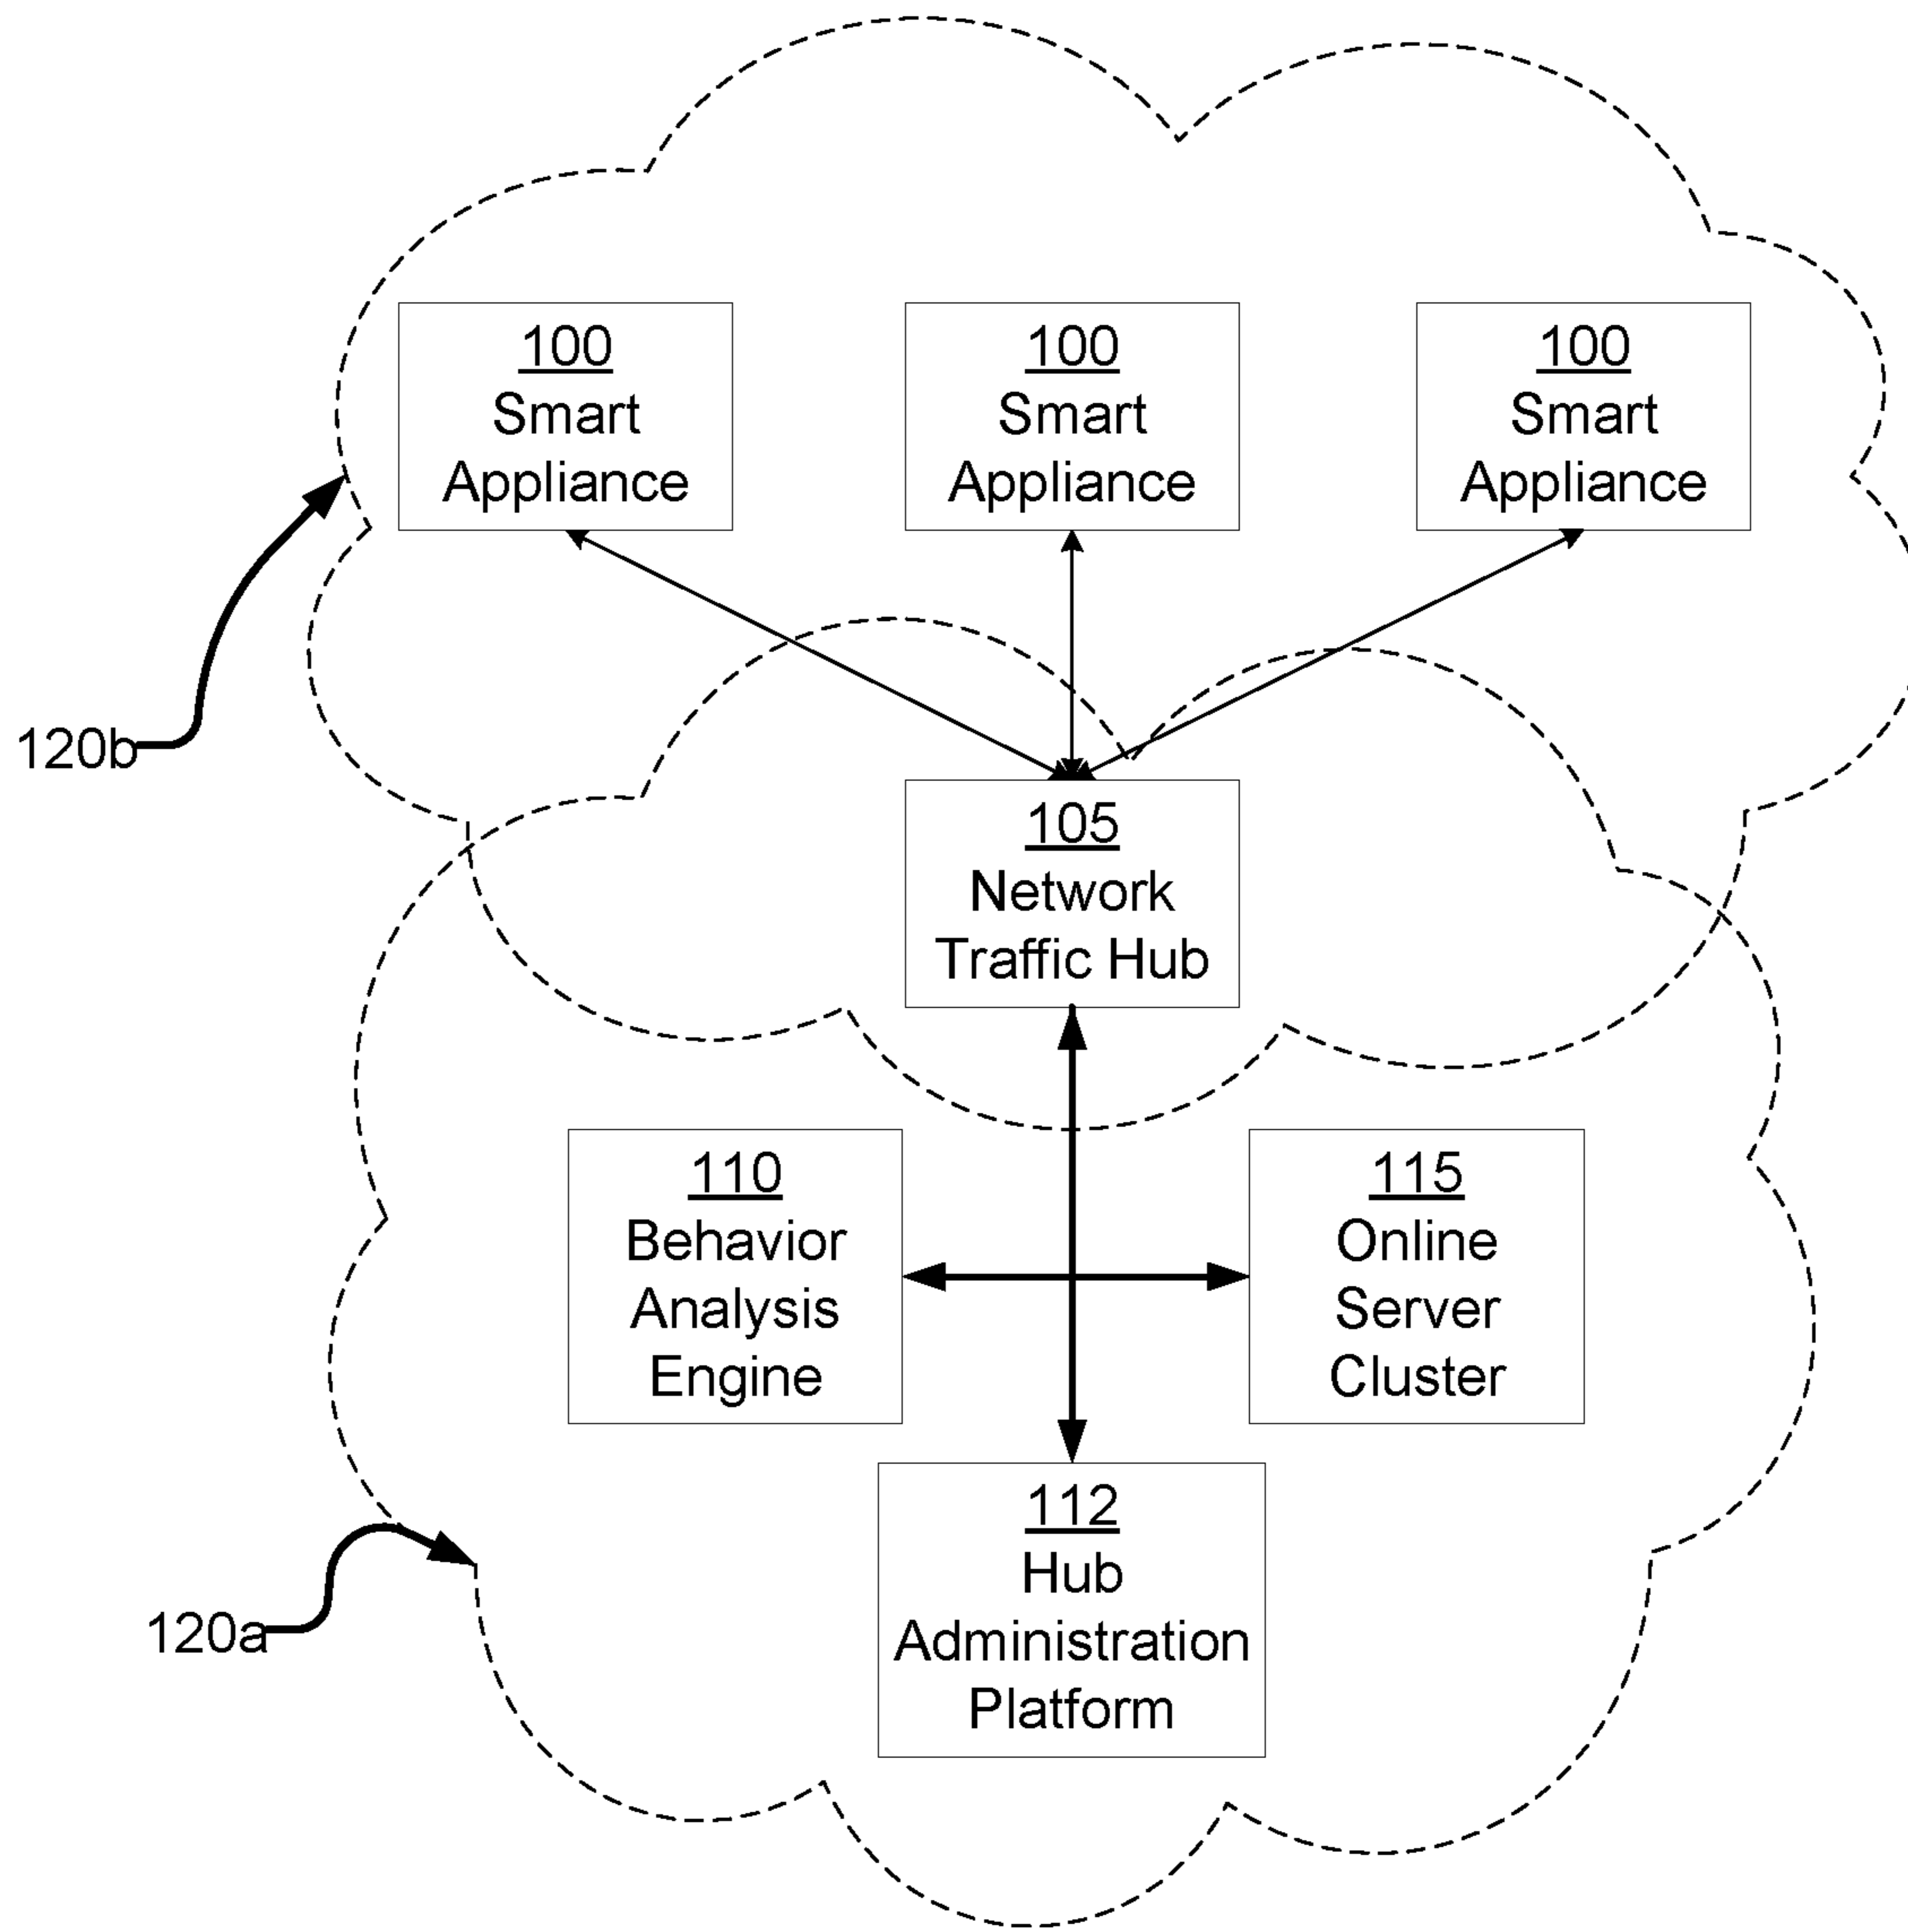 100
Smart
Appliance
100
Smart
Appliance
100
Smart
Appliance
120b
105
Network
Traffic Hub
110
Behavior
Analysis
Engine
115
Online
Server
Cluster
112
Hub
Administration
Platform
120a